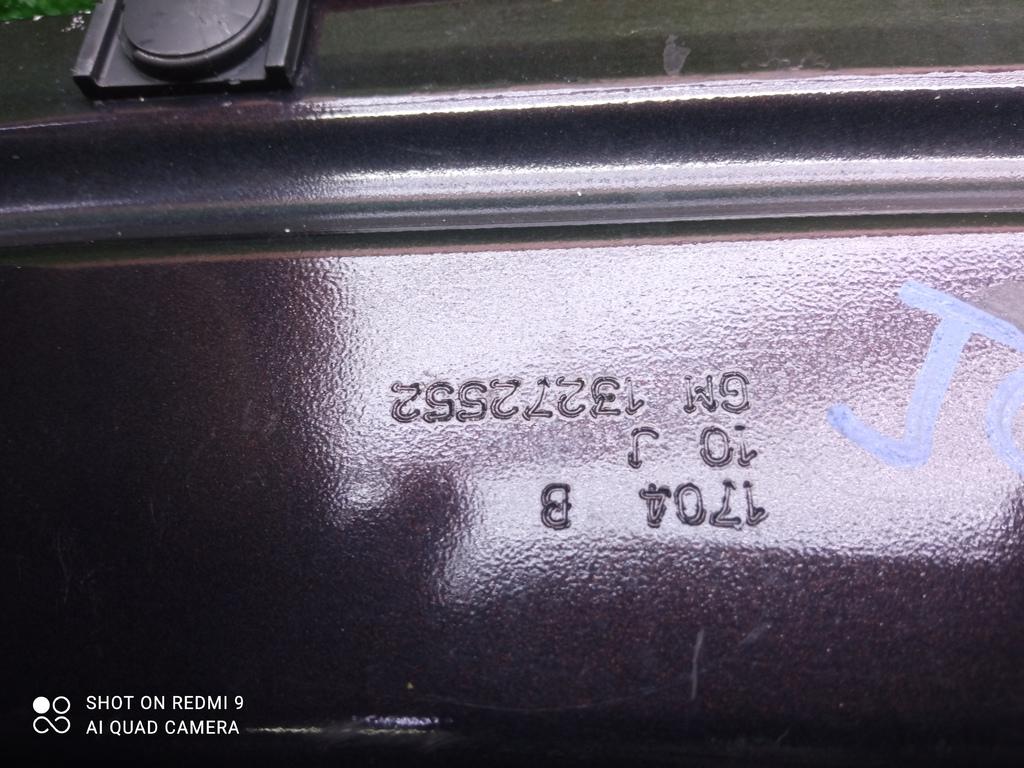 1704 B
10 J
GM 13272552
SHOT ON REDMI 9
AI QUAD CAMERA